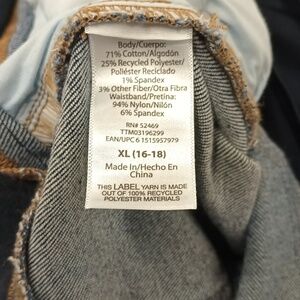 Body/Cuerpo:
71% Cotton/Algodón
25% Recycled Polyester/
Poliéster Reciclado
1% Spandex
3% Other Fiber/Otra Fibra
Waistband/Pretina:
94% Nylon/Nilón
6% Spandex
RN# 52469
TTM03196299
EAN/UPC 6 1515957979
XL (16-18)
Made in/Hecho En
China
THIS LABEL YARN IS MADE
OUT OF 100% RECYCLED
POLYESTER MATERIALS